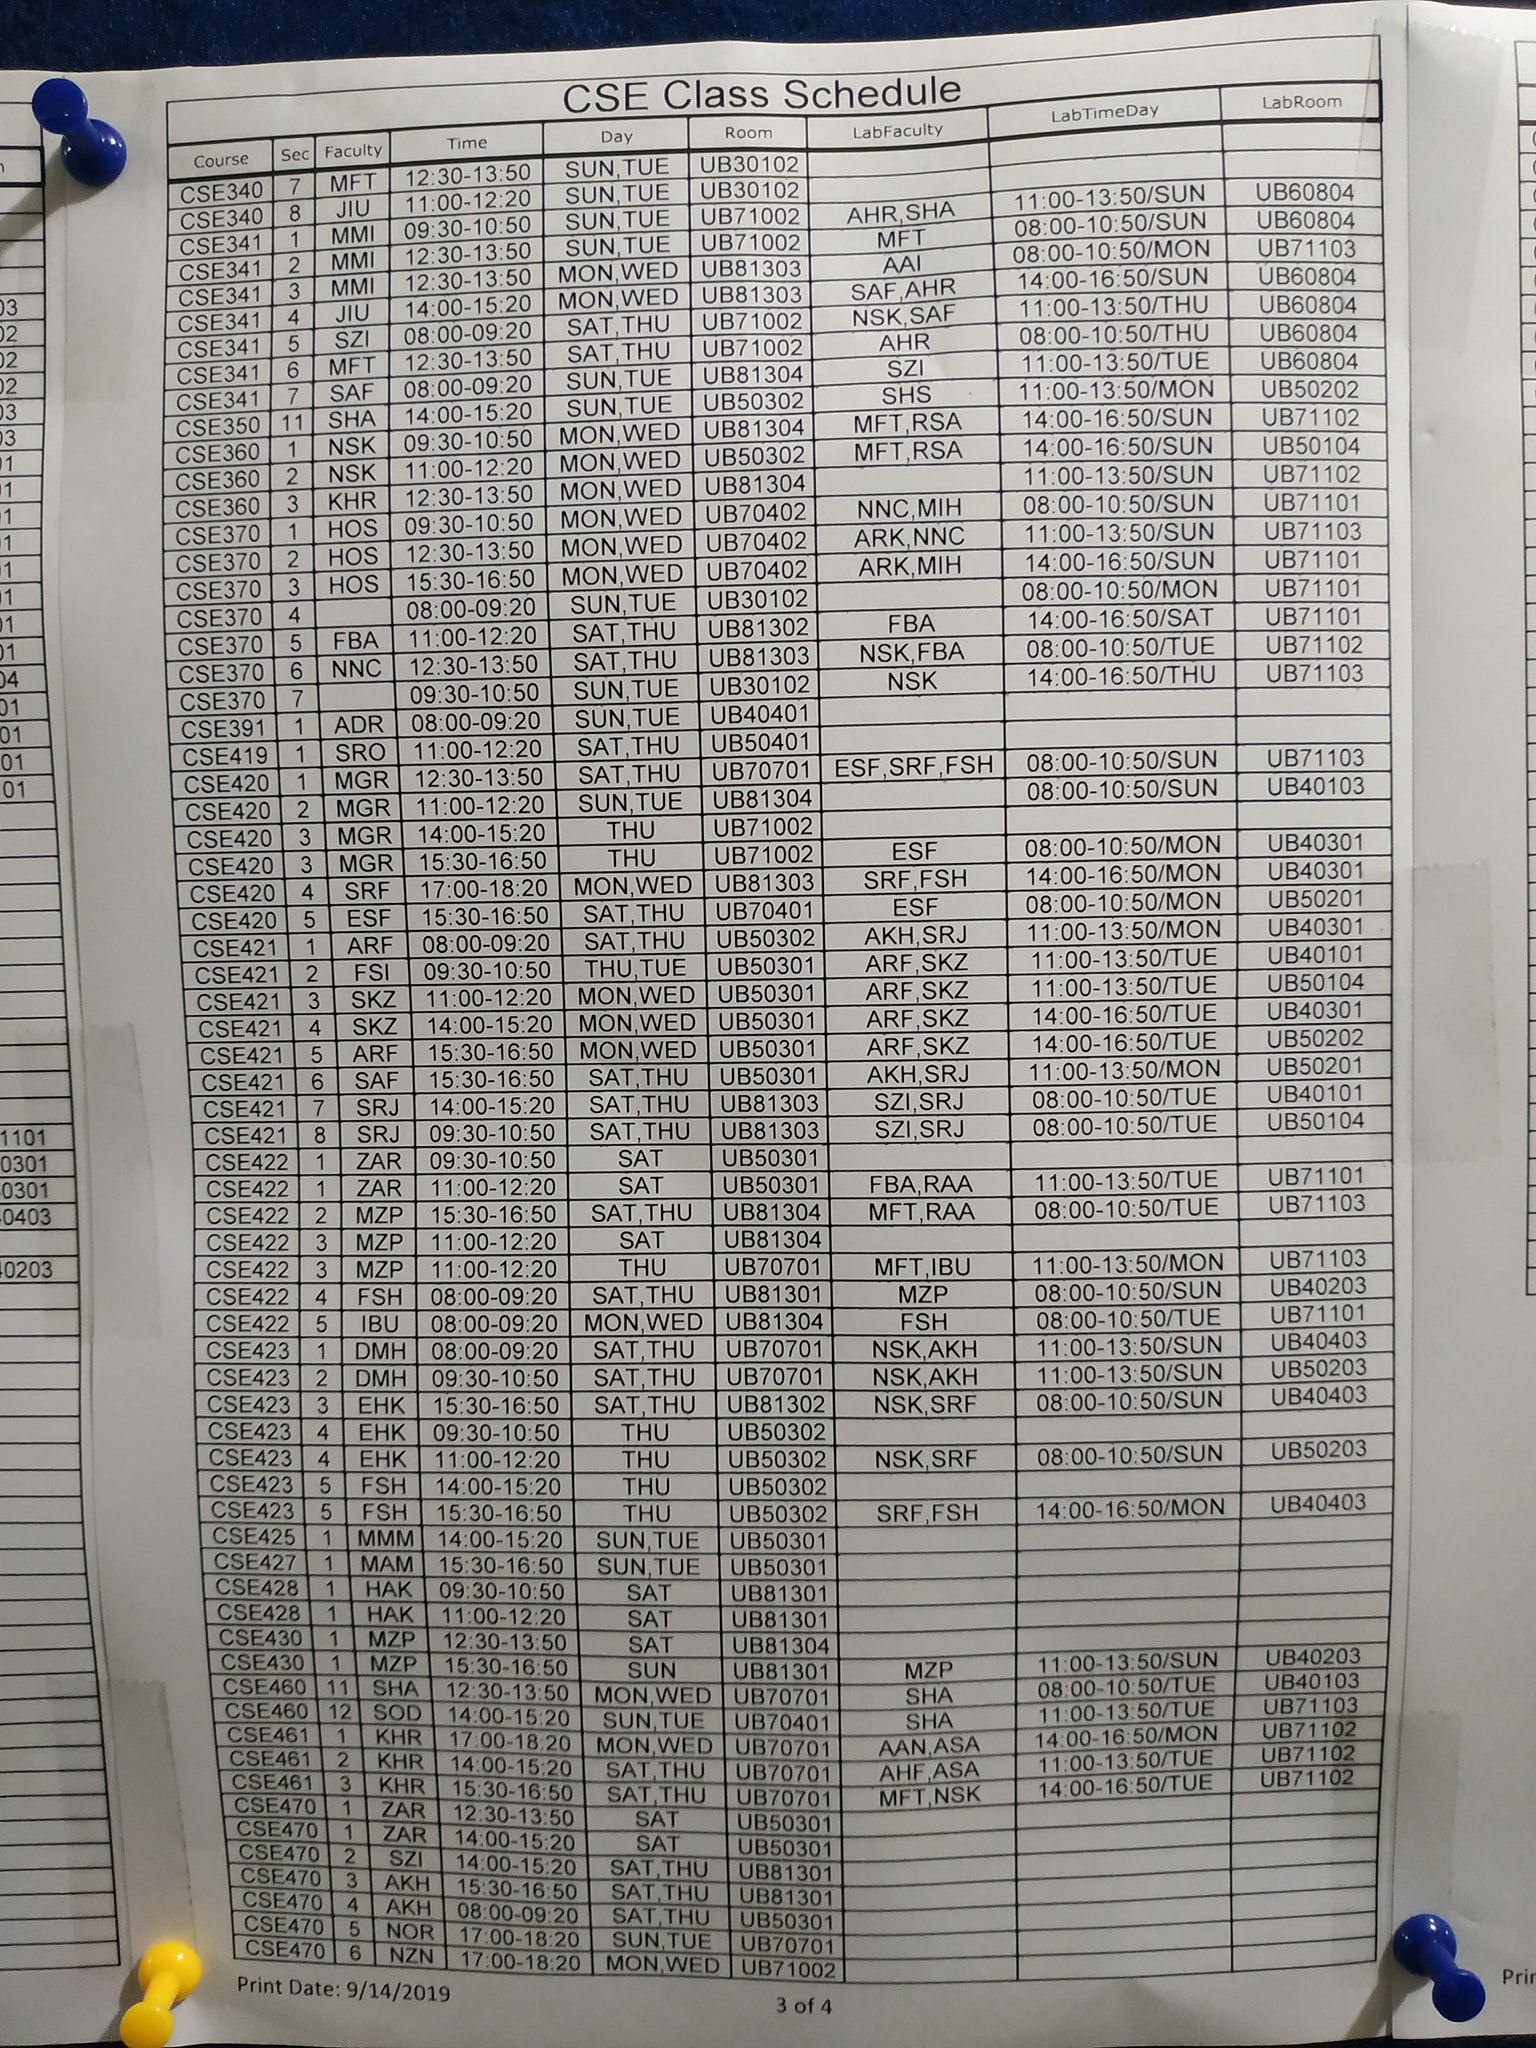 CSE Class Schedule
Course Sec Faculty Time Day Room LabFaculty LabTimeDay LabRoom
CSE340 7 MFT 12:30-13:50 SUN,TUE UB30102
CSE340 8 JIU 11:00-12:20 SUN,TUE UB30102
CSE341 1 MMI 09:30-10:50 SUN,TUE UB71002 AHR,SHA 11:00-13:50/SUN UB60804
CSE341 2 MMI 12:30-13:50 SUN,TUE UB71002 MFT 08:00-10:50/SUN UB60804
CSE341 3 MMI 12:30-13:50 MON,WED UB81303 AAI 08:00-10:50/MON UB71103
CSE341 4 JIU 14:00-15:20 MON,WED UB81303 SAF,AHR 14:00-16:50/SUN UB60804
CSE341 5 SZI 08:00-09:20 SAT,THU UB71002 NSK,SAF 11:00-13:50/THU UB60804
CSE341 6 MFT 12:30-13:50 SAT,THU UB71002 AHR 08:00-10:50/THU UB60804
CSE341 7 SAF 08:00-09:20 SUN,TUE UB81304 SZI 11:00-13:50/TUE UB60804
CSE350 11 SHA 14:00-15:20 SUN,TUE UB50302 SHS 11:00-13:50/MON UB50202
CSE360 1 NSK 09:30-10:50 MON,WED UB81304 MFT,RSA 14:00-16:50/SUN UB71102
CSE360 2 NSK 11:00-12:20 MON,WED UB50302 MFT,RSA 14:00-16:50/SUN UB50104
CSE360 3 KHR 12:30-13:50 MON,WED UB81304 11:00-13:50/SUN UB71102
CSE370 1 HOS 09:30-10:50 MON,WED UB70402 NNC,MIH 08:00-10:50/SUN UB71101
CSE370 2 HOS 12:30-13:50 MON,WED UB70402 ARK,NNC 11:00-13:50/SUN UB71103
CSE370 3 HOS 15:30-16:50 MON,WED UB70402 ARK,MIH 14:00-16:50/SUN UB71101
CSE370 4 08:00-09:20 SUN,TUE UB30102 08:00-10:50/MON UB71101
CSE370 5 FBA 11:00-12:20 SAT,THU UB81302 FBA 14:00-16:50/SAT UB71101
CSE370 6 NNC 12:30-13:50 SAT,THU UB81303 NSK,FBA 08:00-10:50/TUE UB71102
CSE370 7 09:30-10:50 SUN,TUE UB30102 NSK 14:00-16:50/THU UB71103
CSE391 1 ADR 08:00-09:20 SUN,TUE UB40401
CSE419 1 SRO 11:00-12:20 SAT,THU UB50401
CSE420 1 MGR 12:30-13:50 SAT,THU UB70701 ESF,SRF,FSH 08:00-10:50/SUN UB71103
CSE420 2 MGR 11:00-12:20 SUN,TUE UB81304 08:00-10:50/SUN UB40103
CSE420 3 MGR 14:00-15:20 THU UB71002
CSE420 3 MGR 15:30-16:50 THU UB71002 ESF 08:00-10:50/MON UB40301
CSE420 4 SRF 17:00-18:20 MON,WED UB81303 SRF,FSH 14:00-16:50/MON UB40301
CSE420 5 ESF 15:30-16:50 SAT,THU UB70401 ESF 08:00-10:50/MON UB50201
CSE421 1 ARF 08:00-09:20 SAT,THU UB50302 AKH,SRJ 11:00-13:50/MON UB40301
CSE421 2 FSI 09:30-10:50 THU,TUE UB50301 ARF,SKZ 11:00-13:50/TUE UB40101
CSE421 3 SKZ 11:00-12:20 MON,WED UB50301 ARF,SKZ 11:00-13:50/TUE UB50104
CSE421 4 SKZ 14:00-15:20 MON,WED UB50301 ARF,SKZ 14:00-16:50/TUE UB40301
CSE421 5 ARF 15:30-16:50 MON,WED UB50301 ARF,SKZ 14:00-16:50/TUE UB50202
CSE421 6 SAF 15:30-16:50 SAT,THU UB50301 AKH,SRJ 11:00-13:50/MON UB50201
CSE421 7 SRJ 14:00-15:20 SAT,THU UB81303 SZI,SRJ 08:00-10:50/TUE UB40101
CSE421 8 SRJ 09:30-10:50 SAT,THU UB81303 SZI,SRJ 08:00-10:50/TUE UB50104
CSE422 1 ZAR 09:30-10:50 SAT UB50301
CSE422 1 ZAR 11:00-12:20 SAT UB50301 FBA,RAA 11:00-13:50/TUE UB71101
CSE422 2 MZP 15:30-16:50 SAT,THU UB81304 MFT,RAA 08:00-10:50/TUE UB71103
CSE422 3 MZP 11:00-12:20 SAT UB81304
CSE422 3 MZP 11:00-12:20 THU UB70701 MFT,IBU 11:00-13:50/MON UB71103
CSE422 4 FSH 08:00-09:20 SAT,THU UB81301 MZP 08:00-10:50/SUN UB40203
CSE422 5 IBU 08:00-09:20 MON,WED UB81304 FSH 08:00-10:50/TUE UB71101
CSE423 1 DMH 08:00-09:20 SAT,THU UB70701 NSK,AKH 11:00-13:50/SUN UB40403
CSE423 2 DMH 09:30-10:50 SAT,THU UB70701 NSK,AKH 11:00-13:50/SUN UB50203
CSE423 3 EHK 15:30-16:50 SAT,THU UB81302 NSK,SRF 08:00-10:50/SUN UB40403
CSE423 4 EHK 09:30-10:50 THU UB50302
CSE423 4 EHK 11:00-12:20 THU UB50302 NSK,SRF 08:00-10:50/SUN UB50203
CSE423 5 FSH 14:00-15:20 THU UB50302
CSE423 5 FSH 15:30-16:50 THU UB50302 SRF,FSH 14:00-16:50/MON UB40403
CSE425 1 MMM 14:00-15:20 SUN,TUE UB50301
CSE427 1 MAM 15:30-16:50 SUN,TUE UB50301
CSE428 1 HAK 09:30-10:50 SAT UB81301
CSE428 1 HAK 11:00-12:20 SAT UB81301
CSE430 1 MZP 12:30-13:50 SAT UB81304
CSE430 1 MZP 15:30-16:50 SUN UB81301 MZP 11:00-13:50/SUN UB40203
CSE460 11 SHA 12:30-13:50 MON,WED UB70701 SHA 08:00-10:50/TUE UB40103
CSE460 12 SOD 14:00-15:20 SUN,TUE UB70401 SHA 11:00-13:50/TUE UB71103
CSE461 1 KHR 17:00-18:20 MON,WED UB70701 AAN,ASA 14:00-16:50/MON UB71102
CSE461 2 KHR 14:00-15:20 SAT,THU UB70701 AHF,ASA 11:00-13:50/TUE UB71102
CSE461 3 KHR 15:30-16:50 SAT,THU UB70701 MFT,NSK 14:00-16:50/TUE UB71102
CSE470 1 ZAR 12:30-13:50 SAT UB50301
CSE470 1 ZAR 14:00-15:20 SAT UB50301
CSE470 2 SZI 14:00-15:20 SAT,THU UB81301
CSE470 3 AKH 15:30-16:50 SAT,THU UB81301
CSE470 4 AKH 08:00-09:20 SAT,THU UB50301
CSE470 5 NOR 17:00-18:20 SUN,TUE UB70701
CSE470 6 NZN 17:00-18:20 MON,WED UB71002
Print Date: 9/14/2019
3 of 4